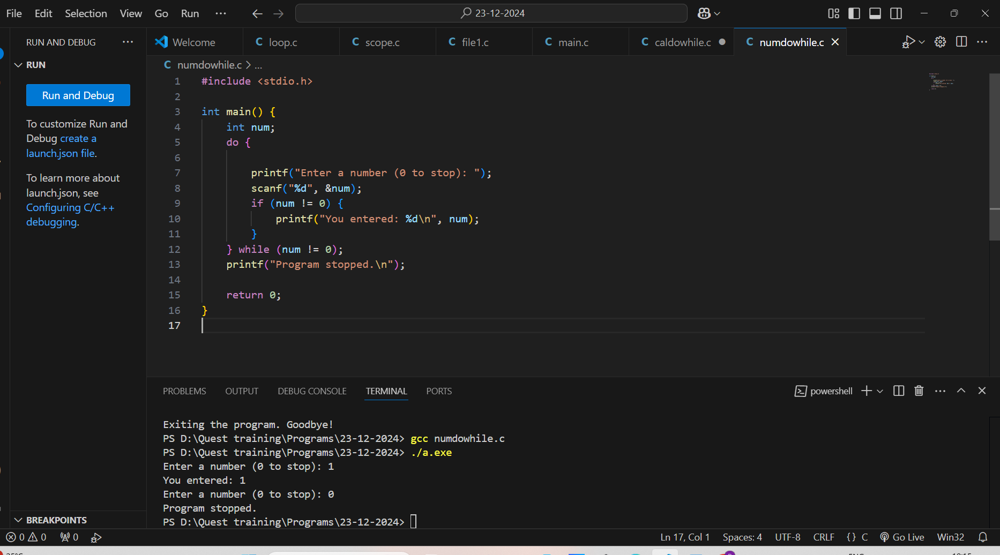 File Edit Selection View Go Run ... 23-12-2024
RUN AND DEBUG ...
RUN
Run and Debug
To customize Run and
Debug create a
launch.json file.
To learn more about
launch.json, see
Configuring C/C++
debugging.
BREAKPOINTS
Welcome C loop.c C scope.c C file1.c C main.c C caldowhile.c C numdowhile.c
C numdowhile.c > ...
1 #include <stdio.h>
2
3 int main() {
4 int num;
5 do {
6
7 printf("Enter a number (0 to stop): ");
8 scanf("%d", &num);
9 if (num != 0) {
10 printf("You entered: %d\n", num);
11 }
12 } while (num != 0);
13 printf("Program stopped.\n");
14
15 return 0;
16 }
17
PROBLEMS OUTPUT DEBUG CONSOLE TERMINAL PORTS powershell
Exiting the program. Goodbye!
PS D:\Quest training\Programs\23-12-2024> gcc numdowhile.c
PS D:\Quest training\Programs\23-12-2024> ./a.exe
Enter a number (0 to stop): 1
You entered: 1
Enter a number (0 to stop): 0
Program stopped.
PS D:\Quest training\Programs\23-12-2024>
0 0 0 Ln 17, Col 1 Spaces: 4 UTF-8 CRLF {} C Go Live Win32